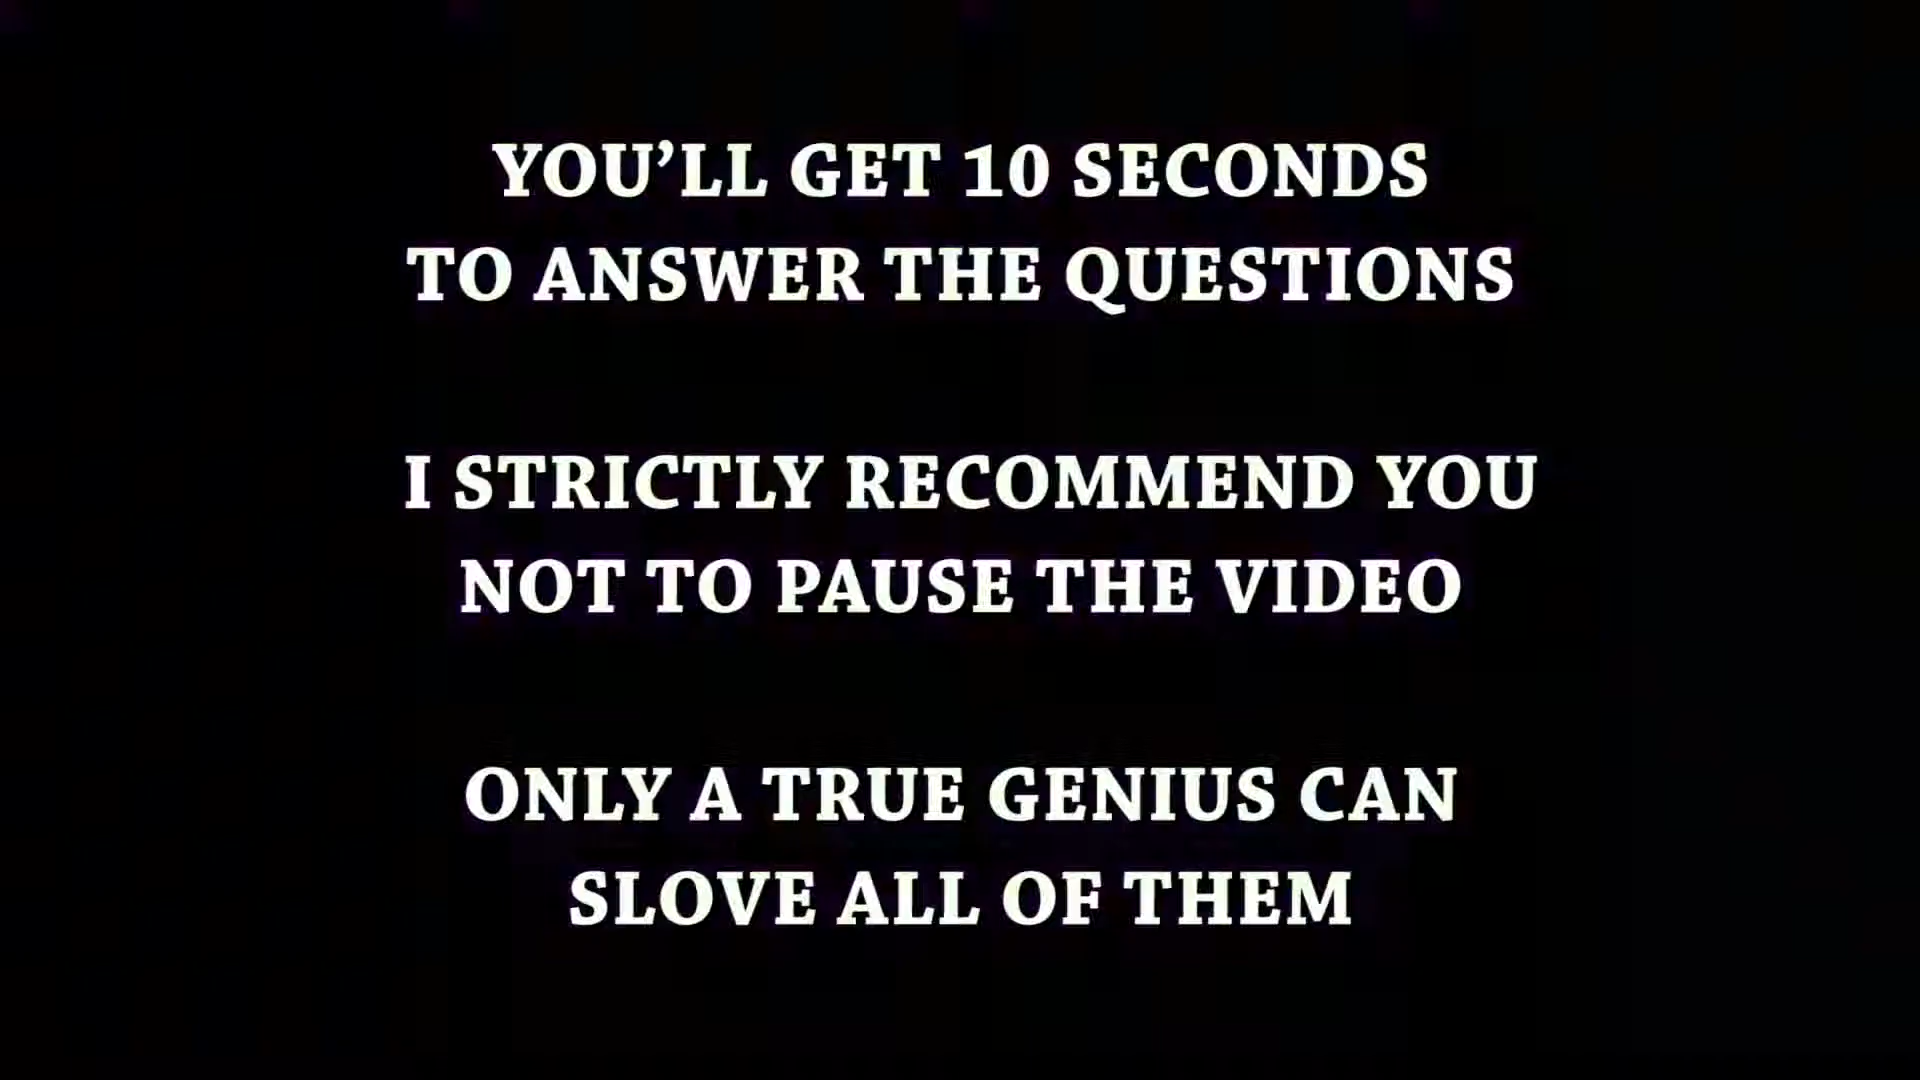 YOU’LL GET 10 SECONDS
TO ANSWER THE QUESTIONS
I STRICTLY RECOMMEND YOU
NOT TO PAUSE THE VIDEO
ONLY A TRUE GENIUS CAN
SLOVE ALL OF THEM